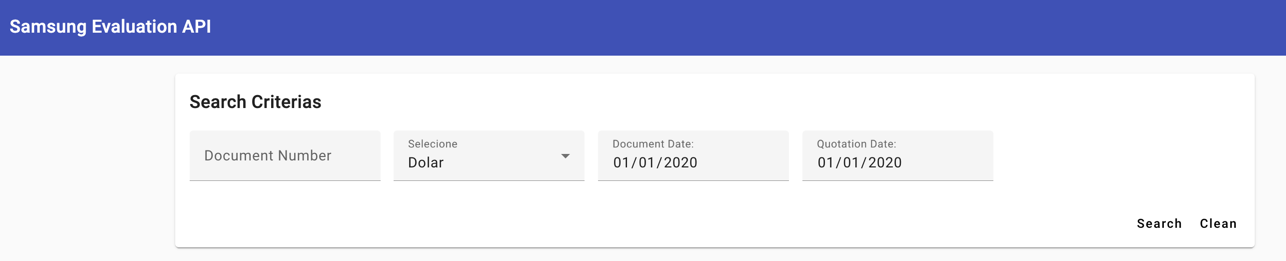 Samsung Evaluation API
Search Criterias
Document Number
Selecione
Dolar
Document Date:
01/01/2020
Quotation Date:
01/01/2020
Search Clean